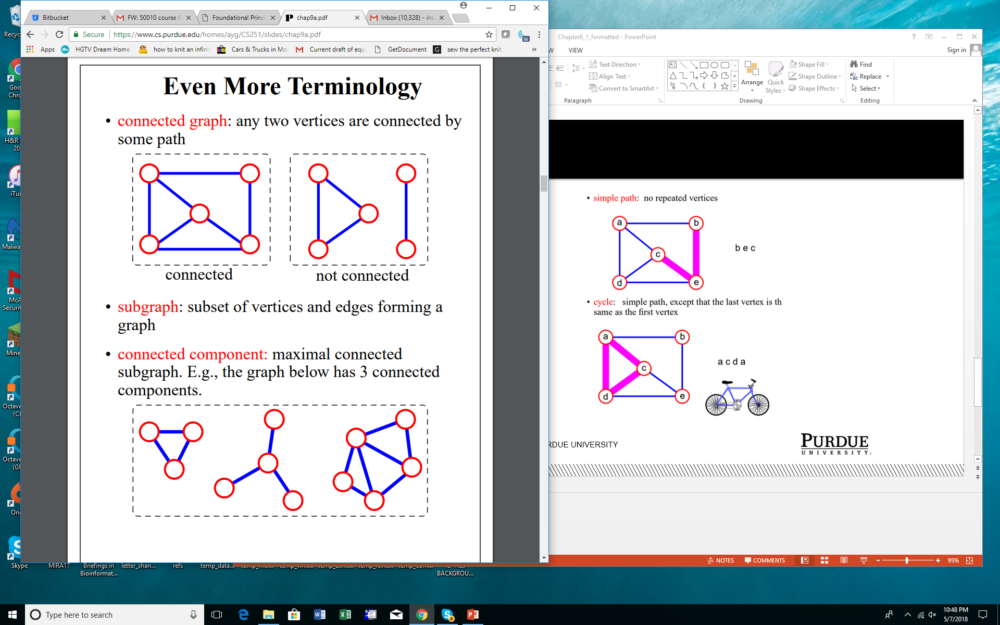 Bitbucket
FW: 50010 course f
Foundational Princi
P chap9a.pdf
Inbox (10,328) - ins
Secure
https://www.cs.purdue.edu/homes/ayg/CS251/slides/chap9a.pdf
56
Apps
HGTV Dream Home
how to knit an infinit
Cars & Trucks in Mo
Current draft of equ
GetDocument
G sew the perfect knit
»
Even More Terminology
• connected graph: any two vertices are connected by
some path
connected
not connected
• subgraph: subset of vertices and edges forming a
graph
• connected component: maximal connected
subgraph. E.g., the graph below has 3 connected
components.
Chapter6_1_formatted - PowerPoint
?
W
VIEW
Sign in
Text Direction
Align Text
Convert to SmartArt
Paragraph
Arrange
Quick
Styles
Shape Fill
Shape Outline
Shape Effects
Drawing
Find
Replace
Select
Editing
• simple path: no repeated vertices
a
b
c
d
e
b e c
• cycle: simple path, except that the last vertex is th
same as the first vertex
a
b
c
d
e
a c d a
RDUE UNIVERSITY
PURDUE
UNIVERSITY
NOTES
COMMENTS
95%
Recyc
Goo
Chro
H&R
20
iTur
Malwa
McA
Securit
Mine
Octave
(C
Octave
(GU
Orig
Skype
MIRA17
Briefings in
Bioinformat...
letter_shan...
refs
temp_data...
BACKGROU...
Type here to search
8
10:48 PM
5/7/2018